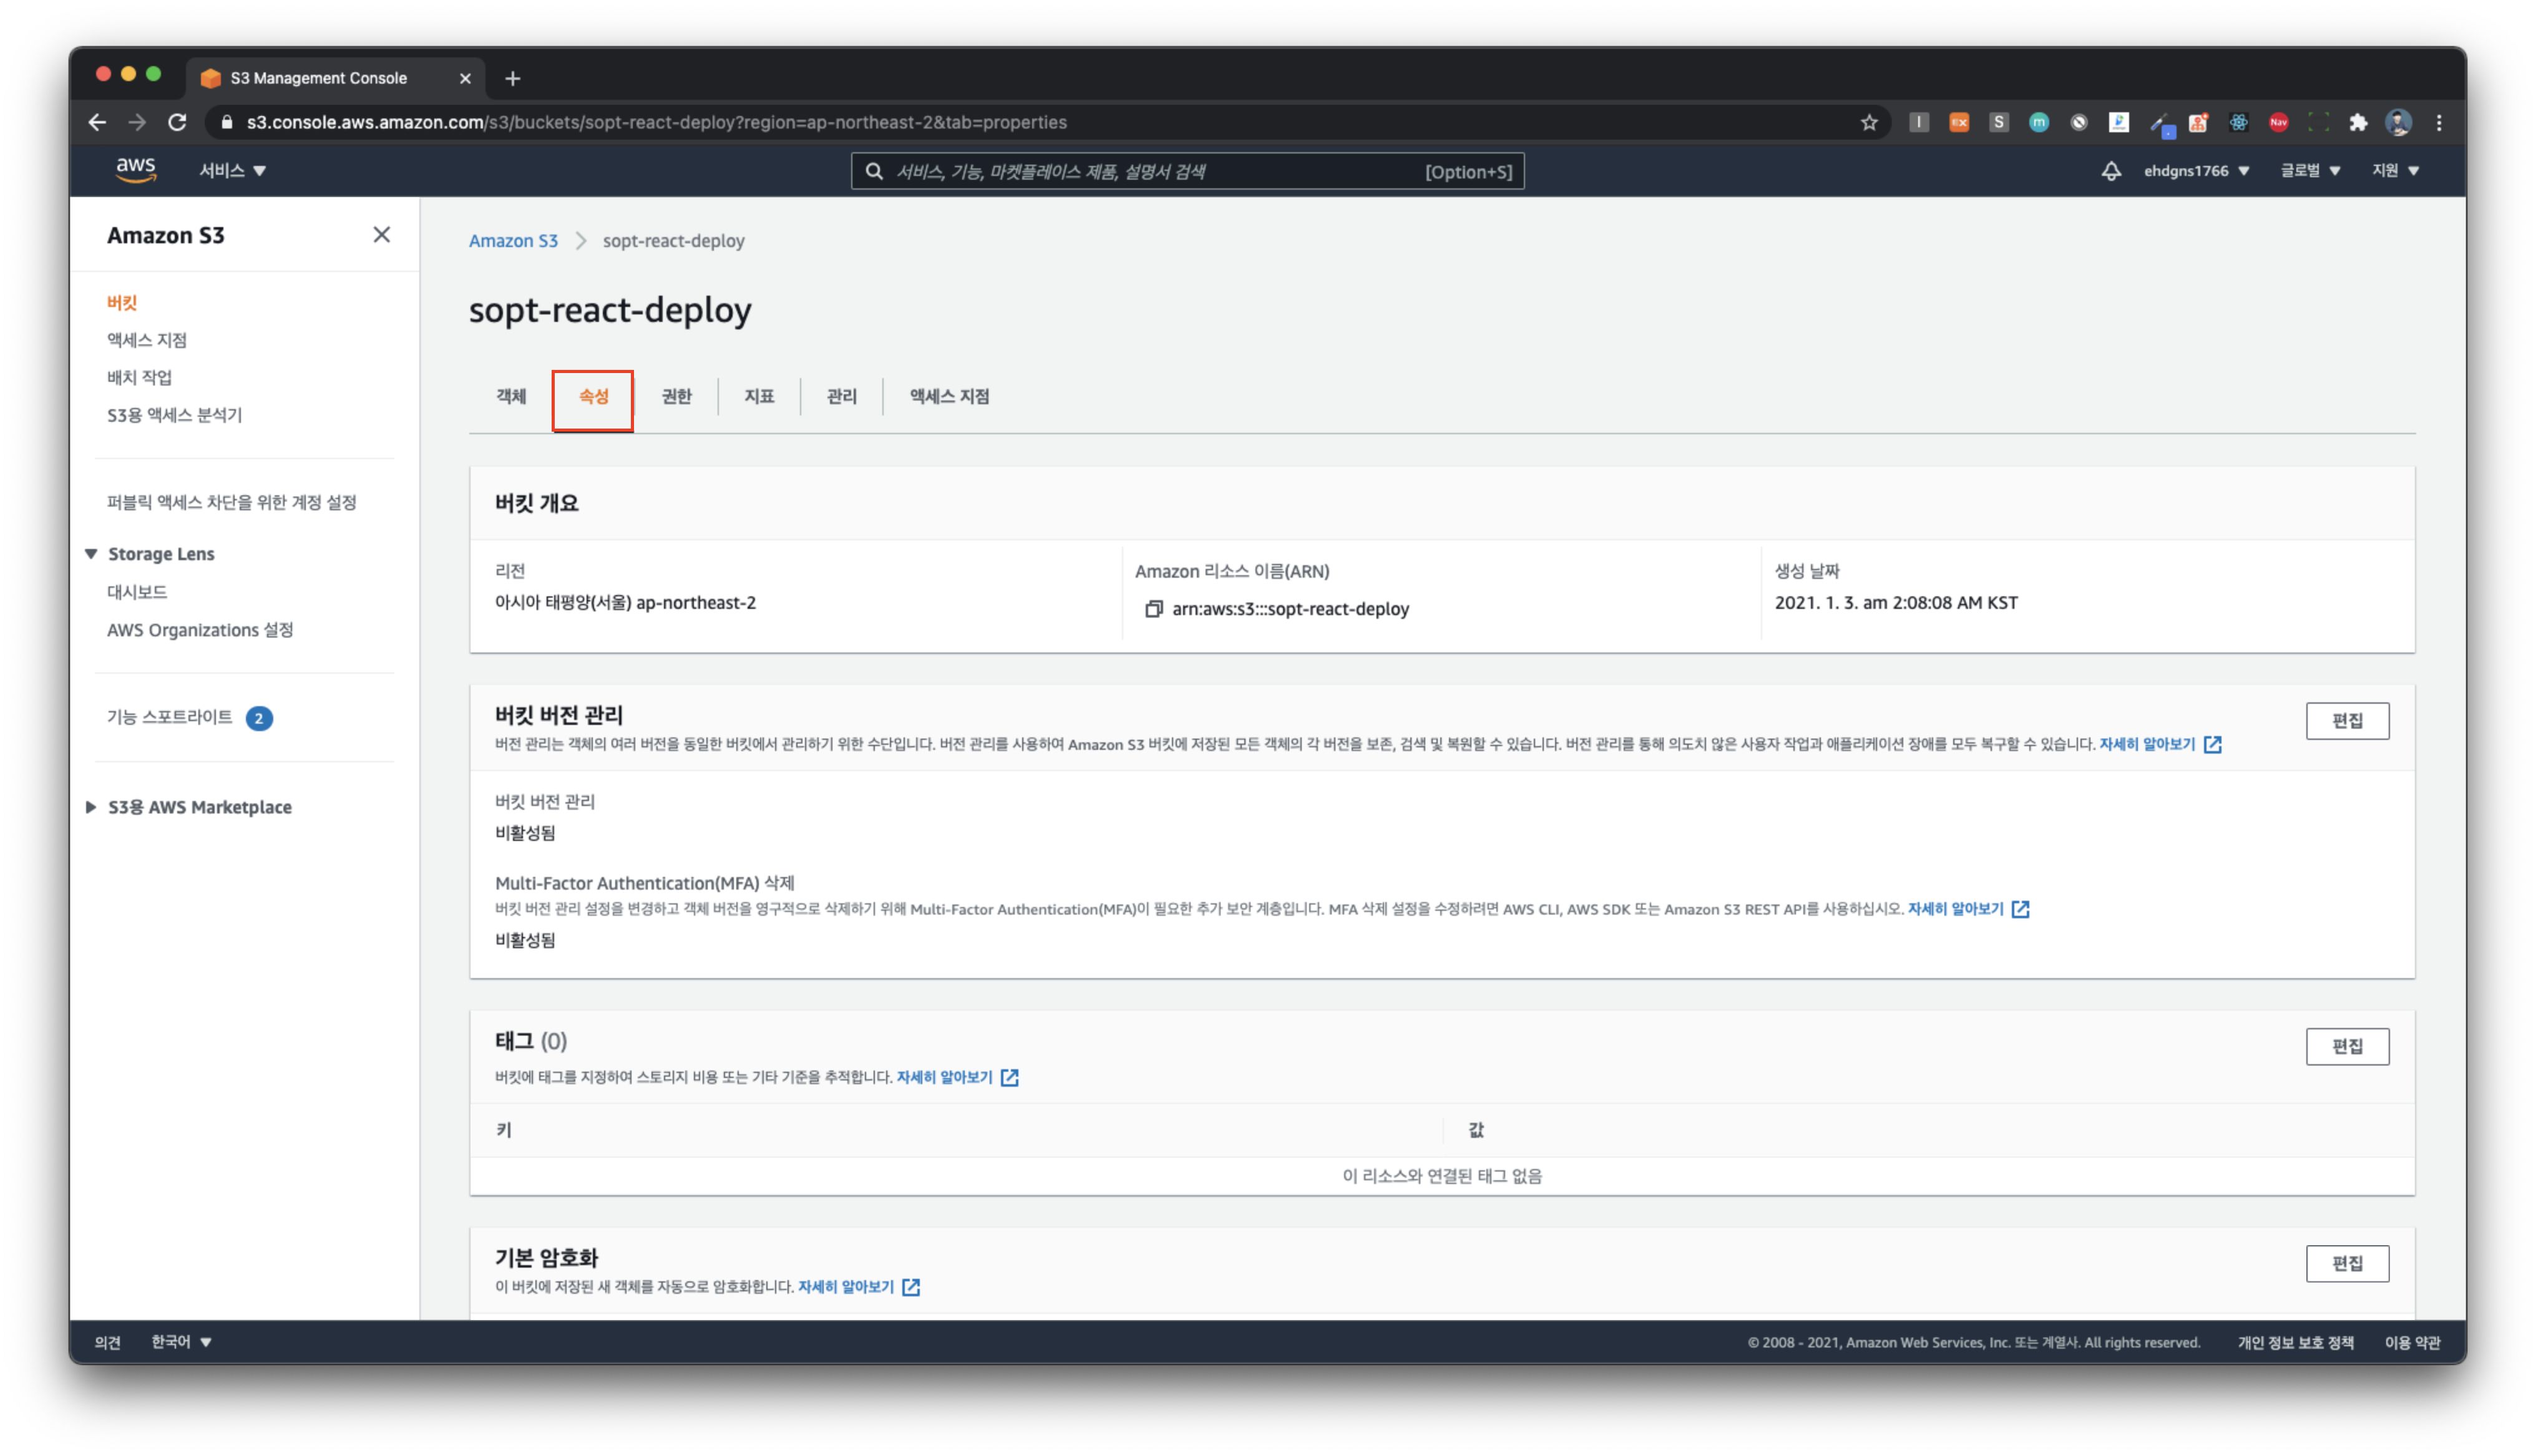 S3 Management Console
s3.console.aws.amazon.com/s3/buckets/sopt-react-deploy?region=ap-northeast-2&tab=properties
aws 서비스 ▼ 서비스, 기능, 마켓플레이스 제품, 설명서 검색 [Option+S] ehdgns1766 ▼ 글로벌 ▼ 지원 ▼
Amazon S3
버킷
액세스 지점
배치 작업
S3용 액세스 분석기
퍼블릭 액세스 차단을 위한 계정 설정
Storage Lens
대시보드
AWS Organizations 설정
기능 스포트라이트 2
S3용 AWS Marketplace
Amazon S3 > sopt-react-deploy
sopt-react-deploy
객체 속성 권한 지표 관리 액세스 지점
버킷 개요
리전
아시아 태평양(서울) ap-northeast-2
Amazon 리소스 이름(ARN)
arn:aws:s3:::sopt-react-deploy
생성 날짜
2021. 1. 3. am 2:08:08 AM KST
버킷 버전 관리
편집
버전 관리는 객체의 여러 버전을 동일한 버킷에서 관리하기 위한 수단입니다. 버전 관리를 사용하여 Amazon S3 버킷에 저장된 모든 객체의 각 버전을 보존, 검색 및 복원할 수 있습니다. 버전 관리를 통해 의도치 않은 사용자 작업과 애플리케이션 장애를 모두 복구할 수 있습니다. 자세히 알아보기
버킷 버전 관리
비활성됨
Multi-Factor Authentication(MFA) 삭제
버킷 버전 관리 설정을 변경하고 객체 버전을 영구적으로 삭제하기 위해 Multi-Factor Authentication(MFA)이 필요한 추가 보안 계층입니다. MFA 삭제 설정을 수정하려면 AWS CLI, AWS SDK 또는 Amazon S3 REST API를 사용하십시오. 자세히 알아보기
비활성됨
태그 (0)
편집
버킷에 태그를 지정하여 스토리지 비용 또는 기타 기준을 추적합니다. 자세히 알아보기
키 값
이 리소스와 연결된 태그 없음
기본 암호화
편집
이 버킷에 저장된 새 객체를 자동으로 암호화합니다. 자세히 알아보기
의견 한국어 ▼ © 2008 - 2021, Amazon Web Services, Inc. 또는 계열사. All rights reserved. 개인 정보 보호 정책 이용 약관